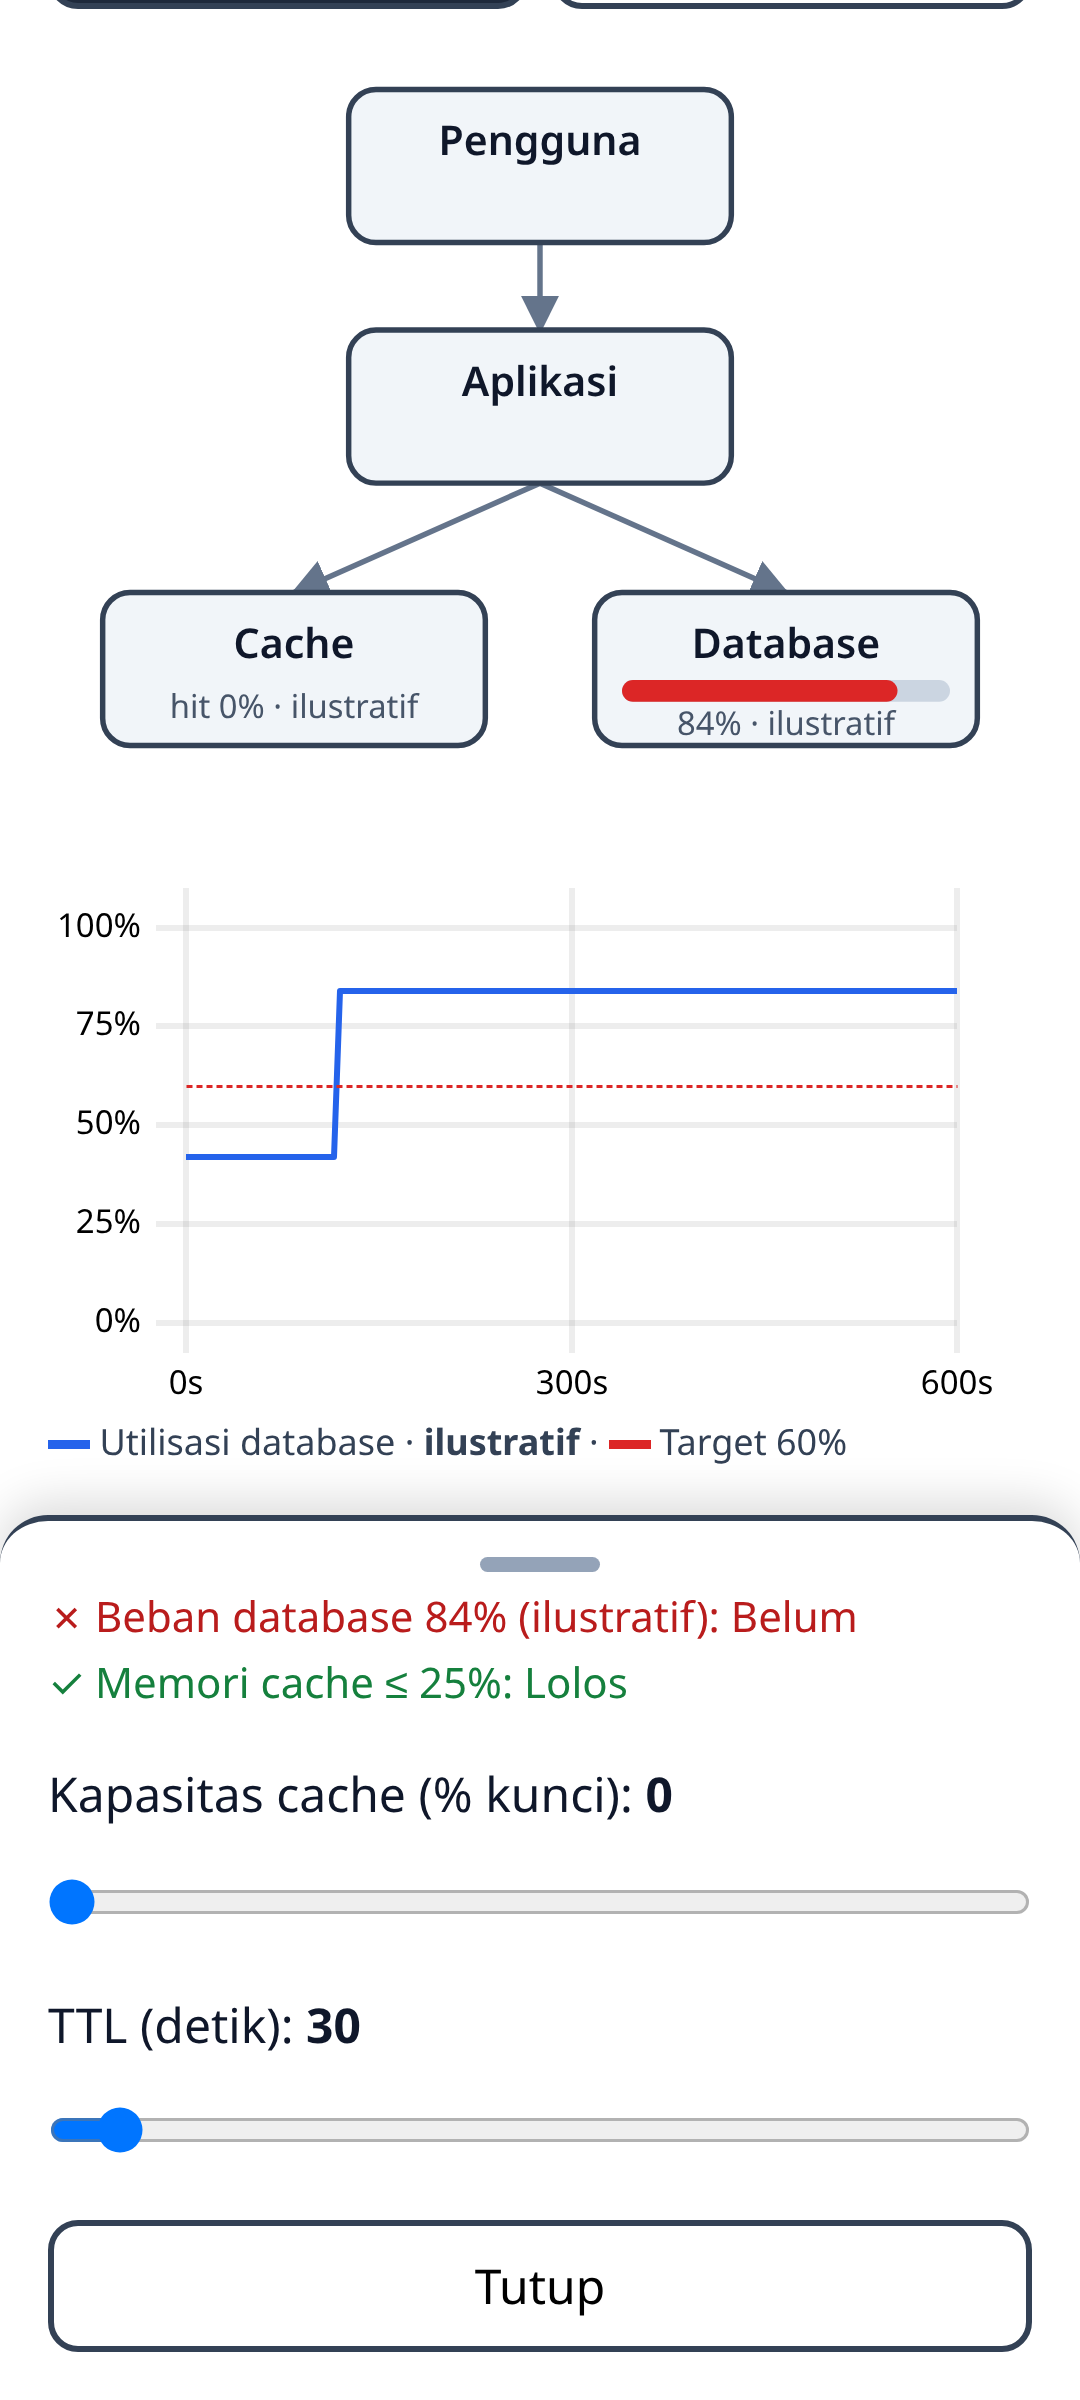 Pengguna
Aplikasi
Cache
hit 0% · ilustratif
Database
84% · ilustratif
100%
75%
50%
25%
0%
0s 300s 600s
Utilisasi database · ilustratif · Target 60%
× Beban database 84% (ilustratif): Belum
✓ Memori cache ≤ 25%: Lolos
Kapasitas cache (% kunci): 0
TTL (detik): 30
Tutup